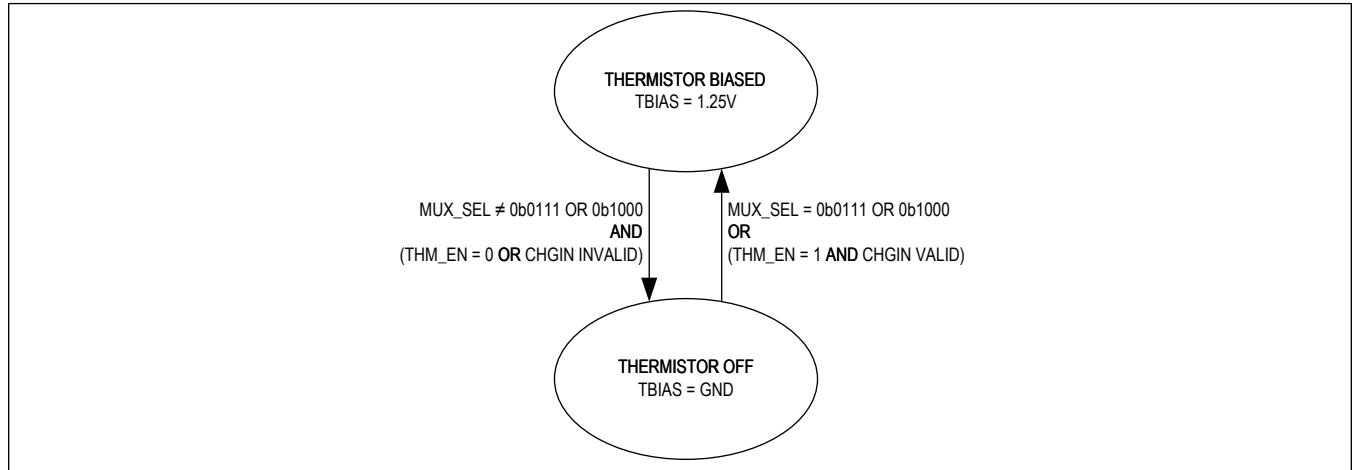 THERMISTOR BIASED
TBIAS = 1.25V
MUX_SEL ≠ 0b0111 OR 0b1000
AND
(THM_EN = 0 OR CHGIN INVALID)
MUX_SEL = 0b0111 OR 0b1000
OR
(THM_EN = 1 AND CHGIN VALID)
THERMISTOR OFF
TBIAS = GND